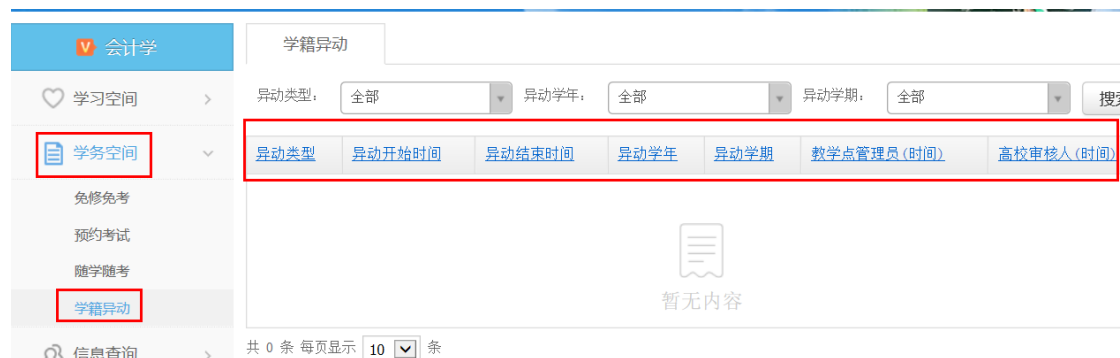 会计学
学籍异动
学习空间
异动类型： 全部 异动学年： 全部 异动学期： 全部
学务空间
异动类型 异动开始时间 异动结束时间 异动学年 异动学期 教学点管理员(时间) 高校审核人(时间)
免修免考
预约考试
随学随考
暂无内容
学籍异动
信息查询
共 0 条 每页显示 10 条